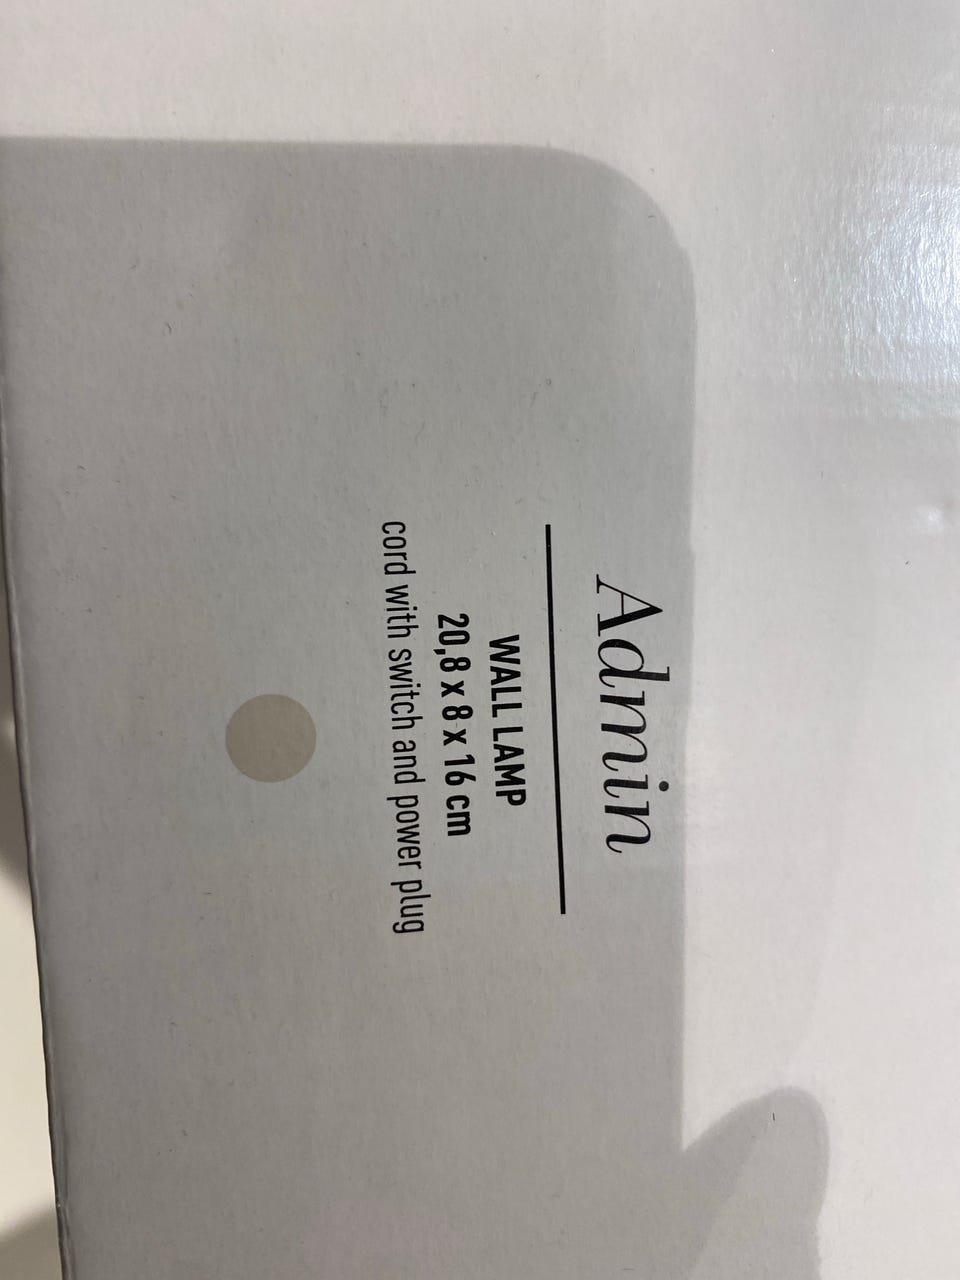 Admin
WALL LAMP
20,8 x 8 x 16 cm
cord with switch and power plug